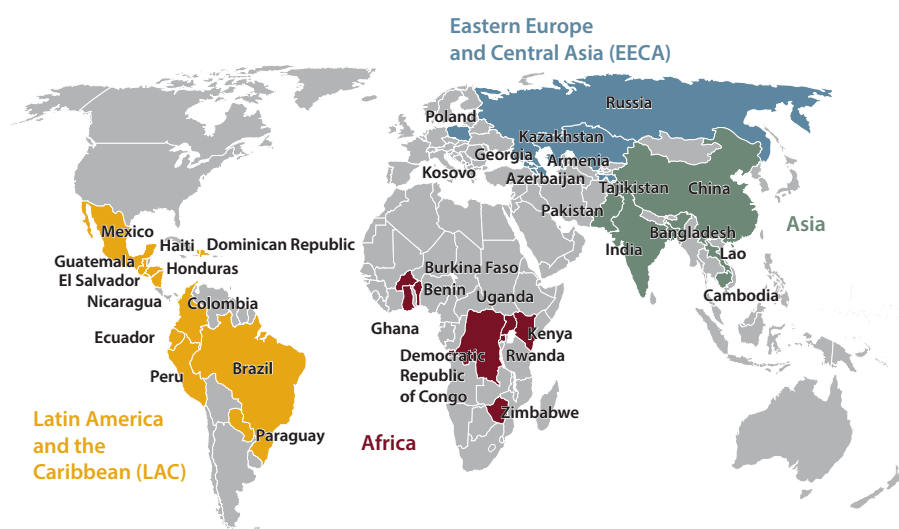 Eastern Europe
and Central Asia (EECA)
Russia
Poland
Kazakhstan
Georgia
Armenia
Kosovo
Azerbaijan
Tajikistan
China
Pakistan
Asia
Bangladesh
India
Lao
Cambodia
Mexico
Haiti
Dominican Republic
Guatemala
El Salvador
Honduras
Nicaragua
Colombia
Ecuador
Peru
Brazil
Paraguay
Latin America
and the
Caribbean (LAC)
Burkina Faso
Benin
Uganda
Ghana
Kenya
Democratic
Republic
of Congo
Rwanda
Zimbabwe
Africa